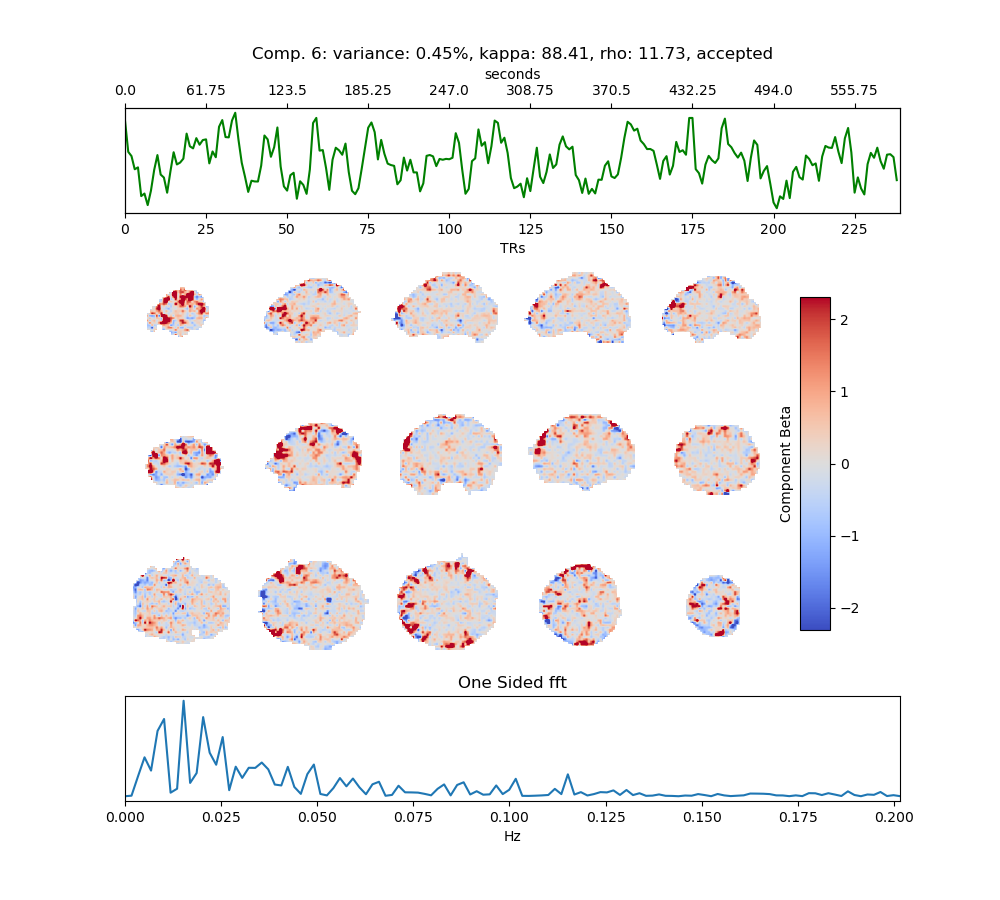 Comp. 6: variance: 0.45%, kappa: 88.41, rho: 11.73, accepted
seconds
0.0 61.75 123.5 185.25 247.0 308.75 370.5 432.25 494.0 555.75
0 25 50 75 100 125 150 175 200 225
TRs
2
1
0
−1
−2
Component Beta
One Sided fft
0.000 0.025 0.050 0.075 0.100 0.125 0.150 0.175 0.200
Hz